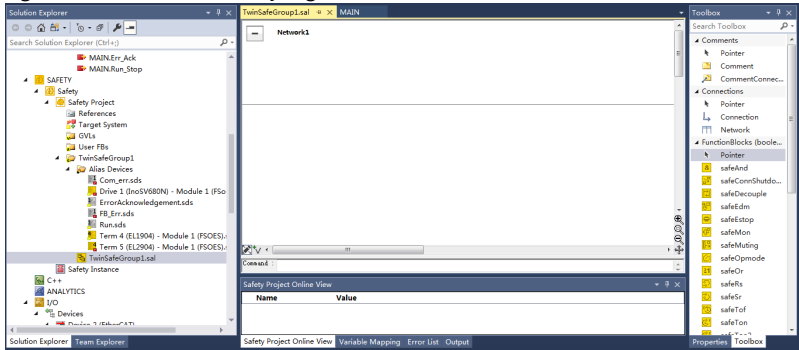 Solution Explorer
Search Solution Explorer (Ctrl+;)
MAIN.Err_Ack
MAIN.Run_Stop
SAFETY
Safety
Safety Project
References
Target System
GVLs
User FBs
TwinSafeGroup1
Alias Devices
Com_err.sds
Drive 1 (InoSV680N) - Module 1 (FSo
ErrorAcknowledgement.sds
FB_Err.sds
Run.sds
Term 4 (EL1904) - Module 1 (FSOES).
Term 5 (EL2904) - Module 1 (FSOES).
TwinSafeGroup1.sal
Safety Instance
C++
ANALYTICS
I/O
Devices
Device 2 (EtherCAT)
Solution Explorer Team Explorer
TwinSafeGroup1.sal MAIN
Network1
Command :
Safety Project Online View
Name Value
Safety Project Online View Variable Mapping Error List Output
Toolbox
Search Toolbox
Comments
Pointer
Comment
CommentConnec...
Connections
Pointer
Connection
Network
FunctionBlocks (boole...
Pointer
safeAnd
safeConnShutdo...
safeDecouple
safeEdm
safeEstop
safeMon
safeMuting
safeOpmode
safeOr
safeRs
safeSr
safeTof
safeTon
Properties Toolbox